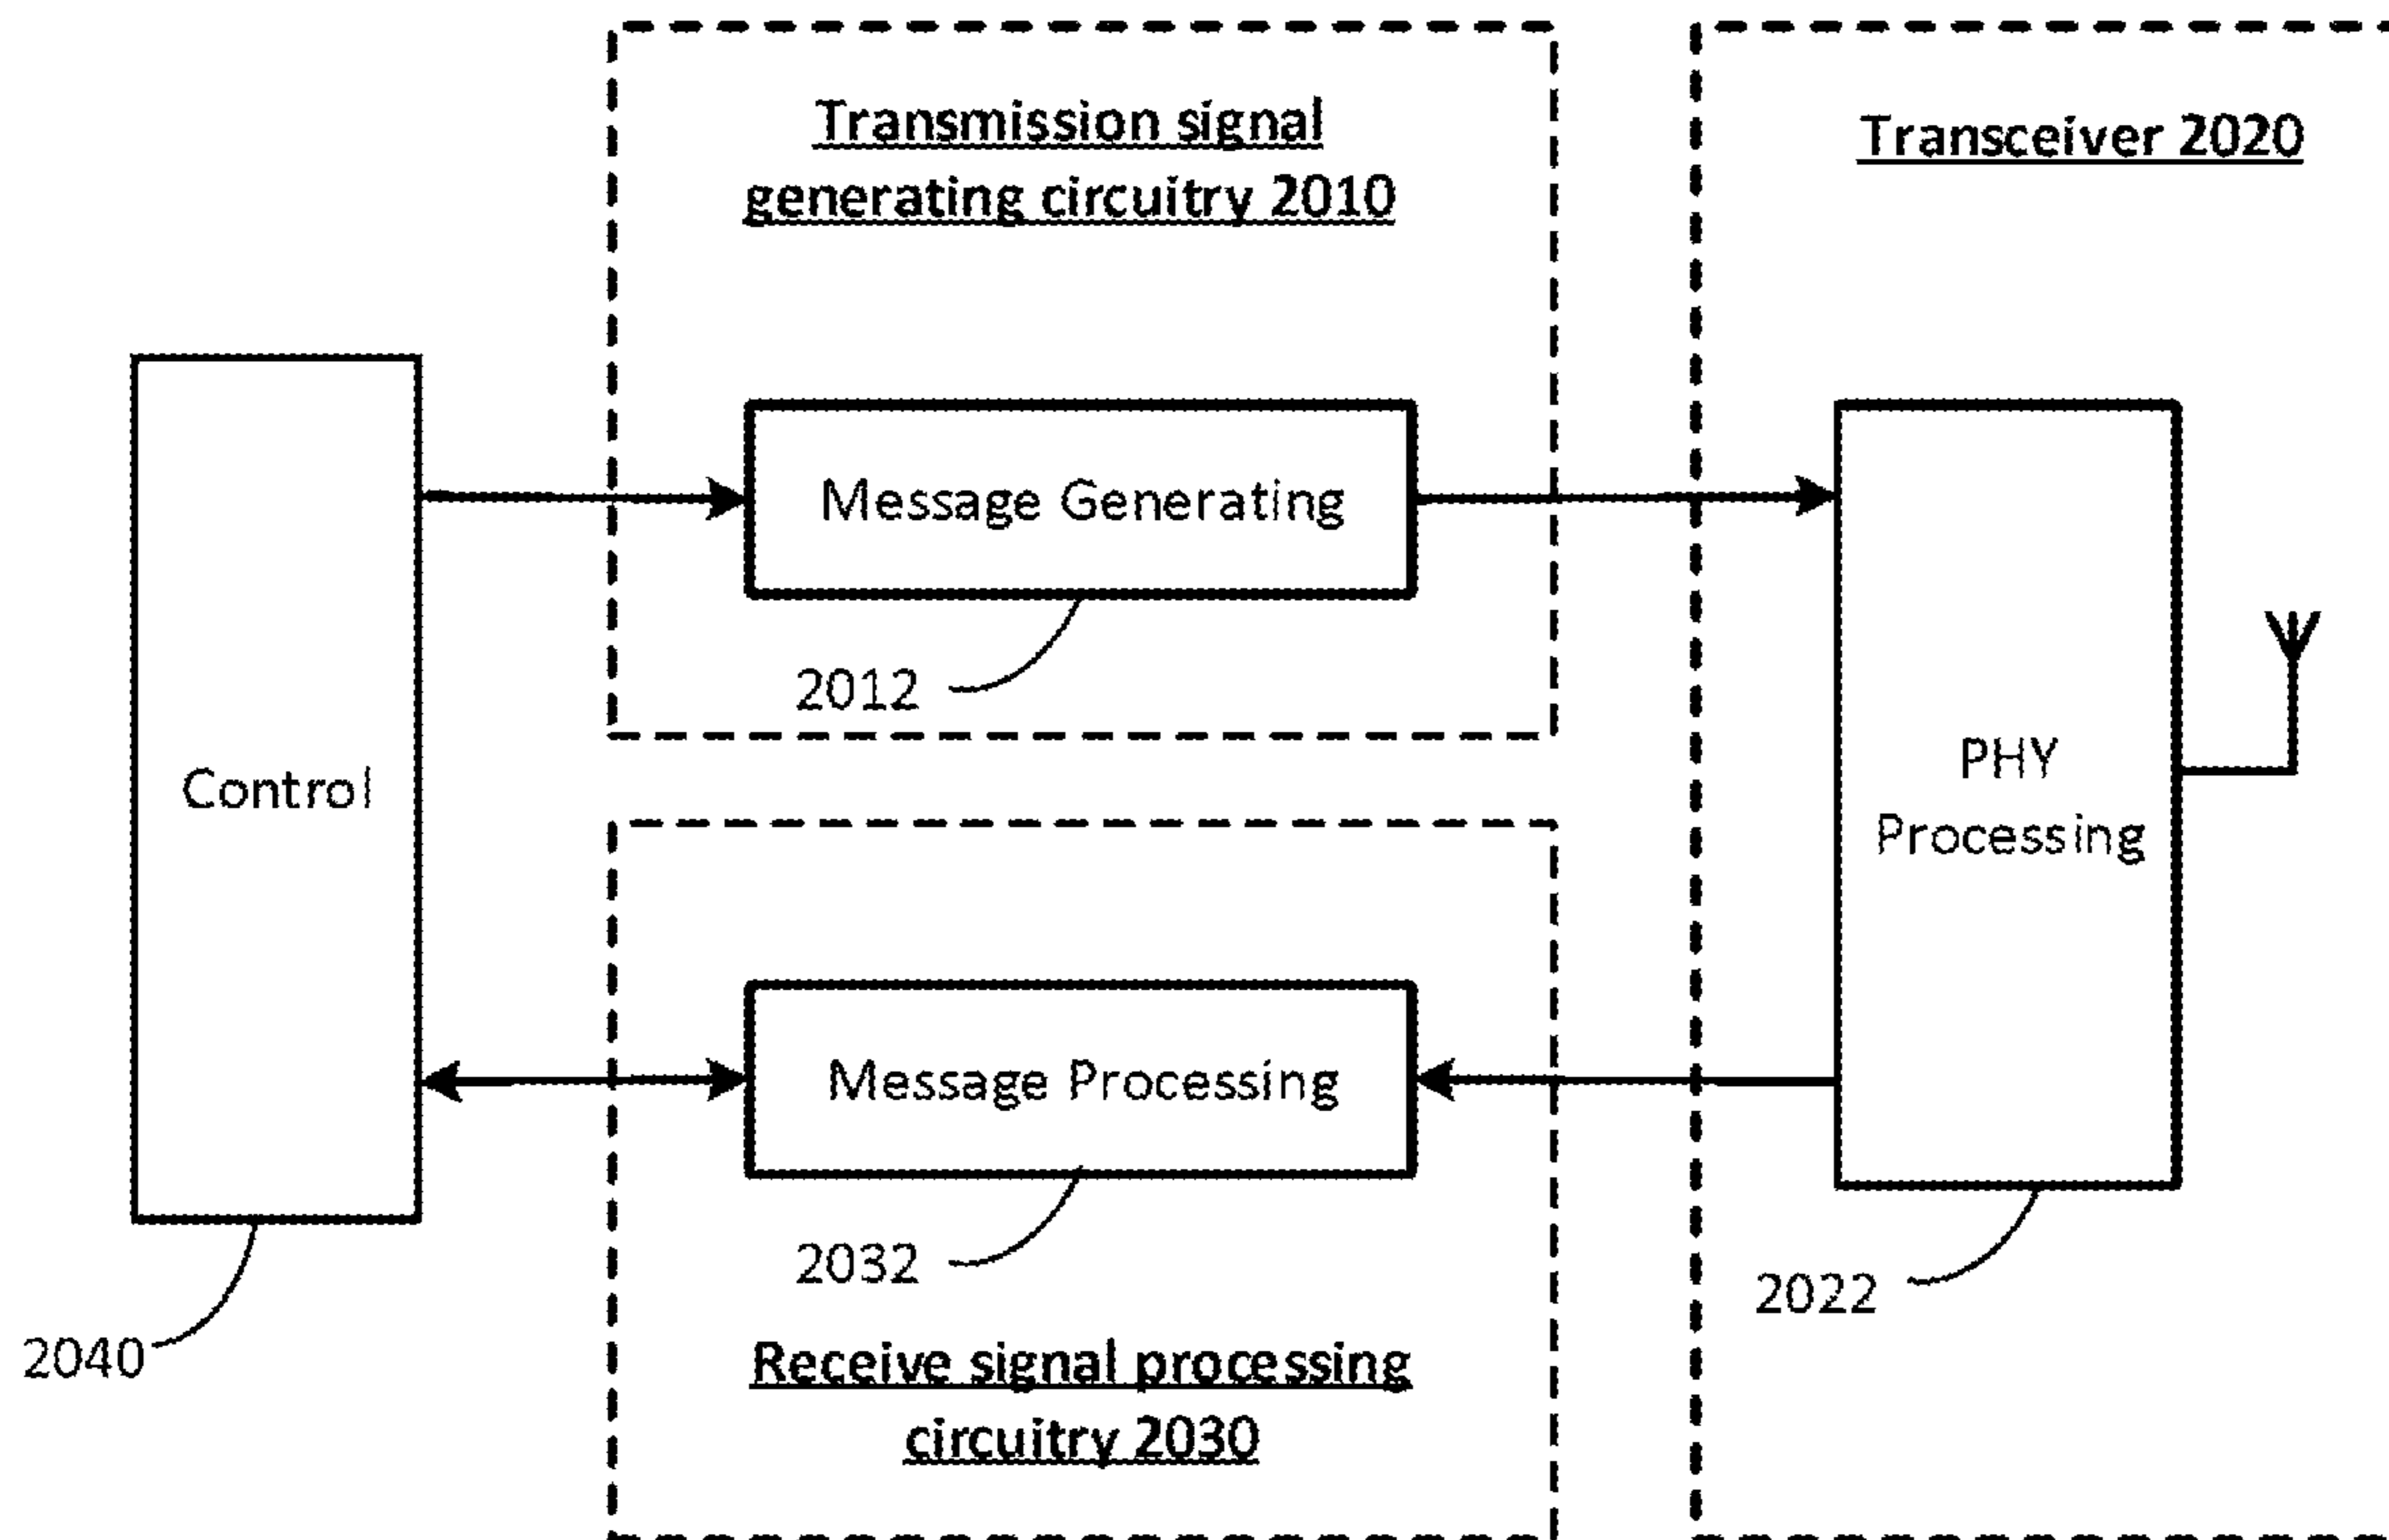 Transmission signal
generating circuitry 2010
Transceiver 2020
Message Generating
2012
Control
PHY
Processing
Message Processing
2032
2022
2040
Receive signal processing
circuitry 2030